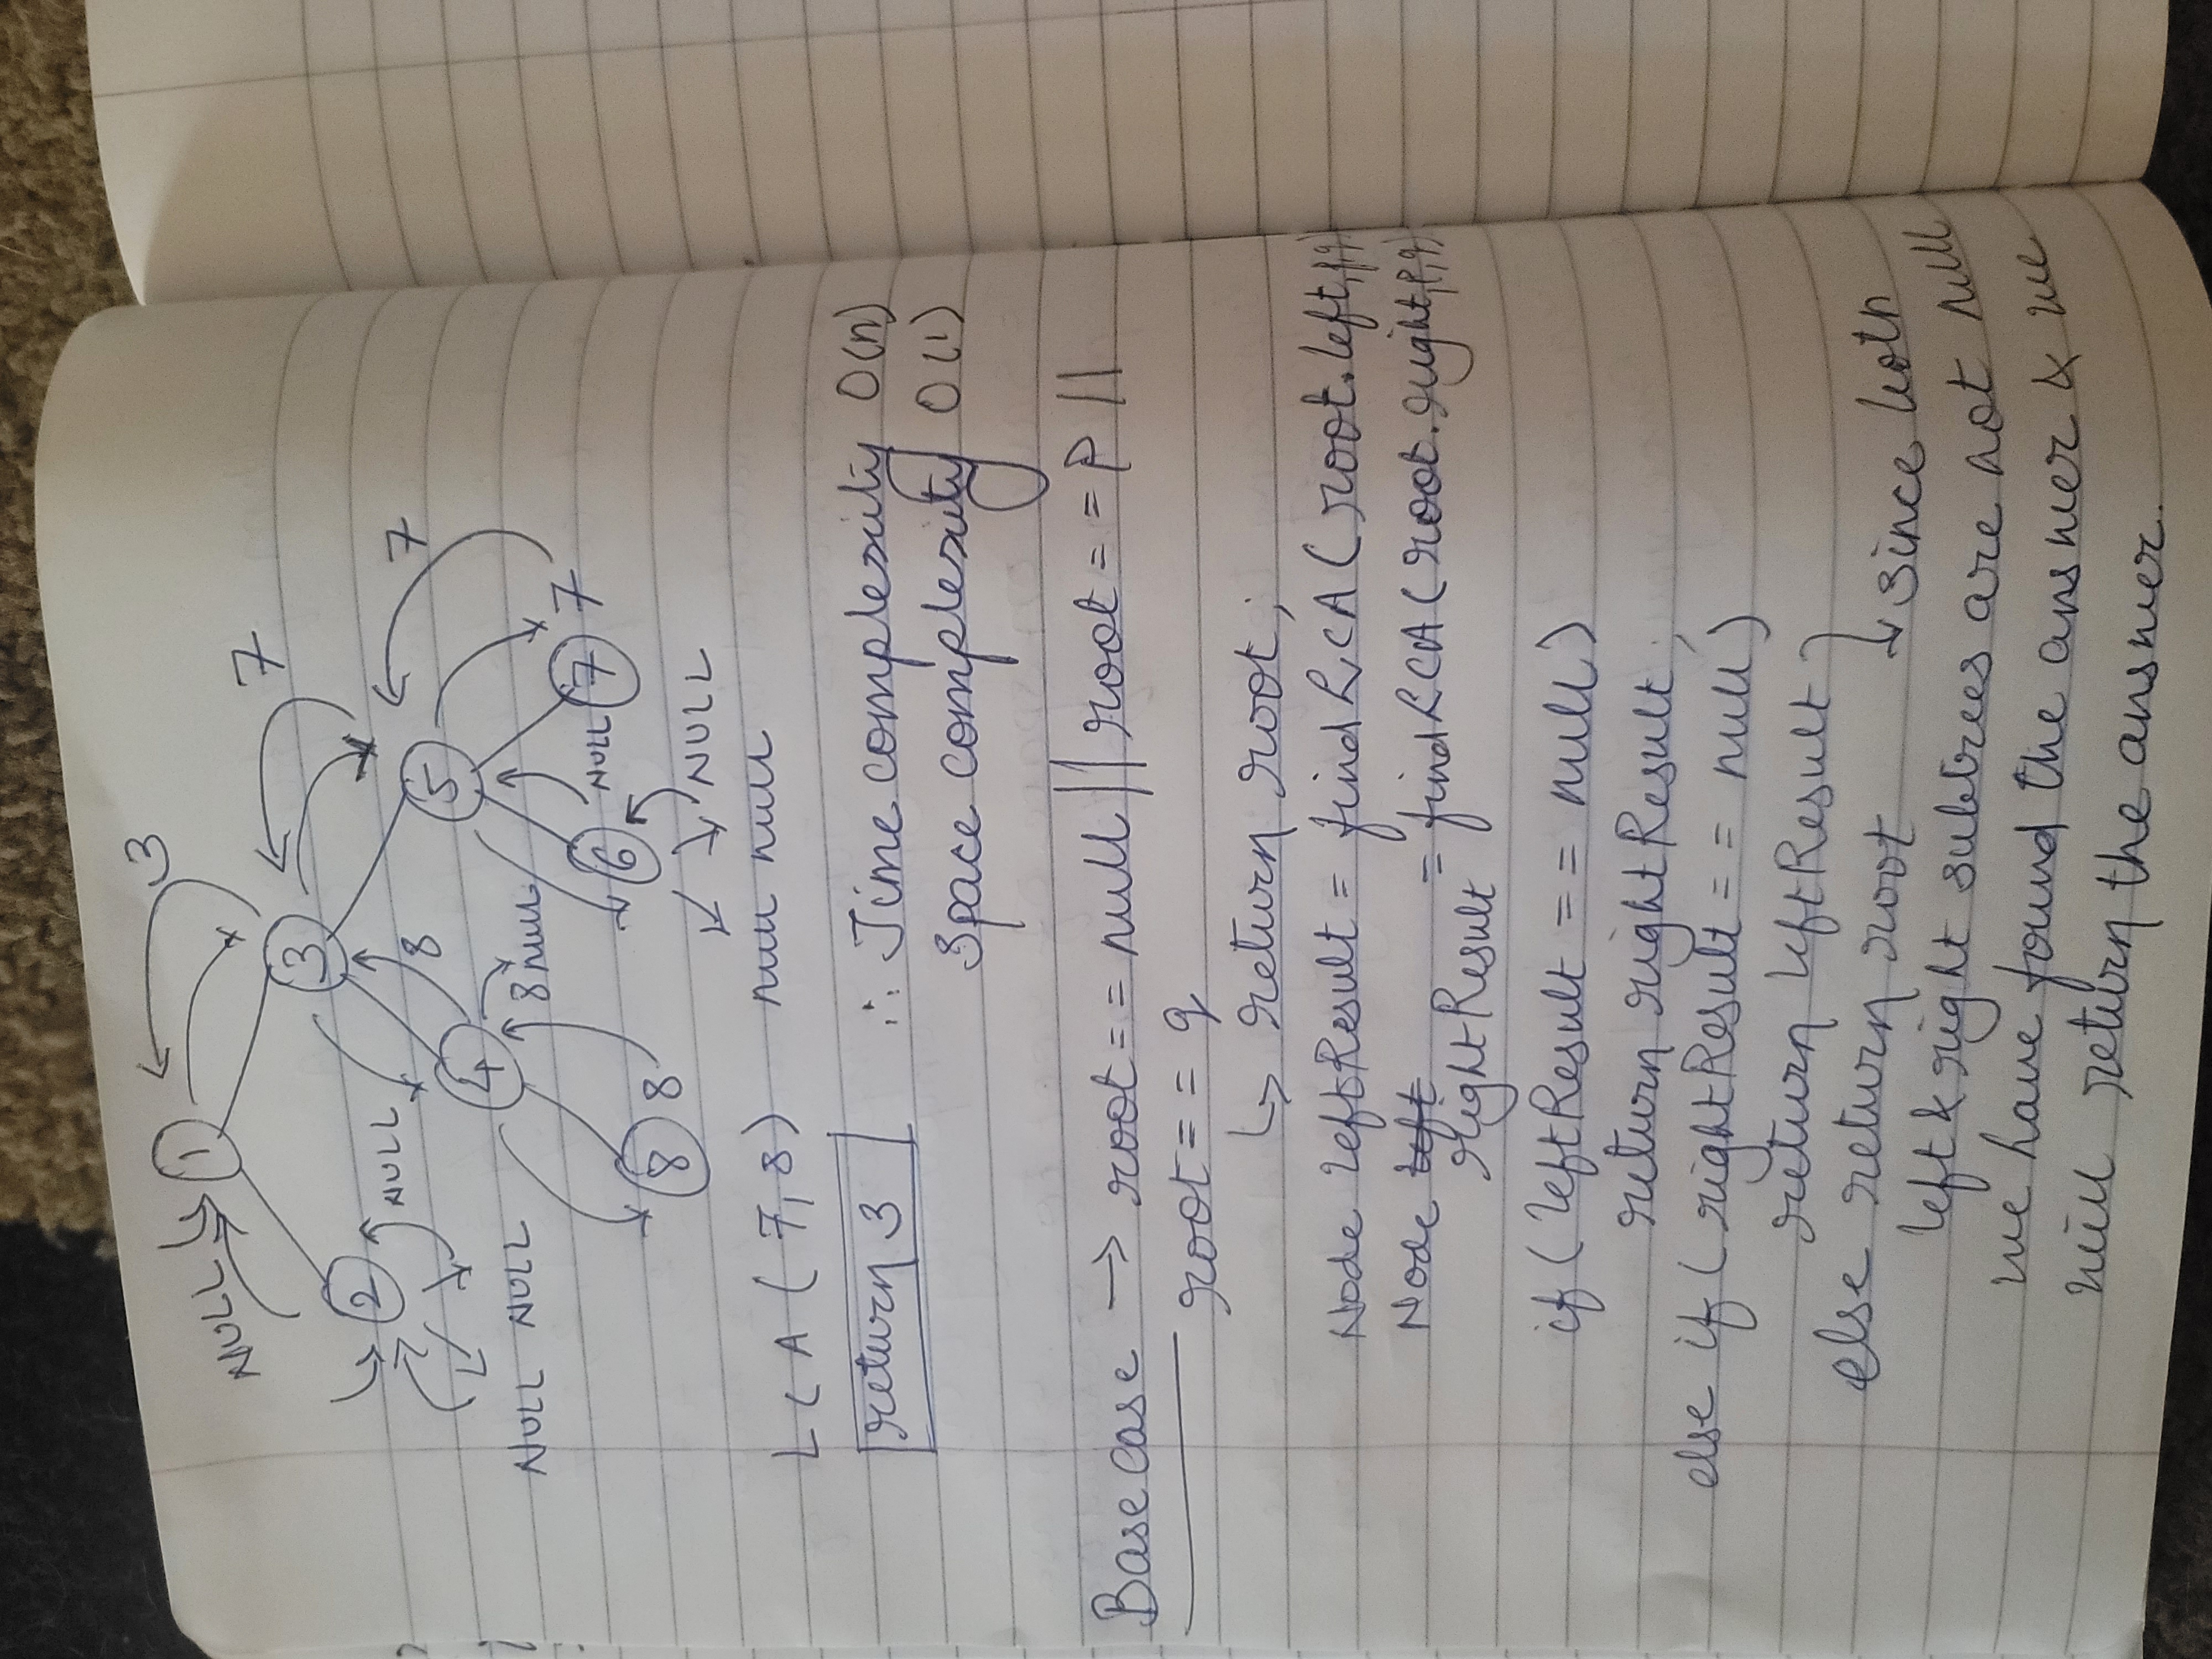 3
NULL 1
7
3
2 NULL
7
8
5
4
NULL NULL 8 null
6 NULL 7 7
8 8
NULL
LCA (7,8) null null
return 3 ∴ Time complexity O(n)
Space complexity O(1)
Base case → root == null || root == P ||
root == q
↳ return root;
Node leftResult = findLCA (root.left,p,q)
Node left = findLCA (root.right,P,q)
rightResult
if (leftResult == null)
return rightResult;
else if (rightResult == null)
return leftResult
else return root → since both
left & right subtrees are not null
we have found the answer & we
will return the answer.